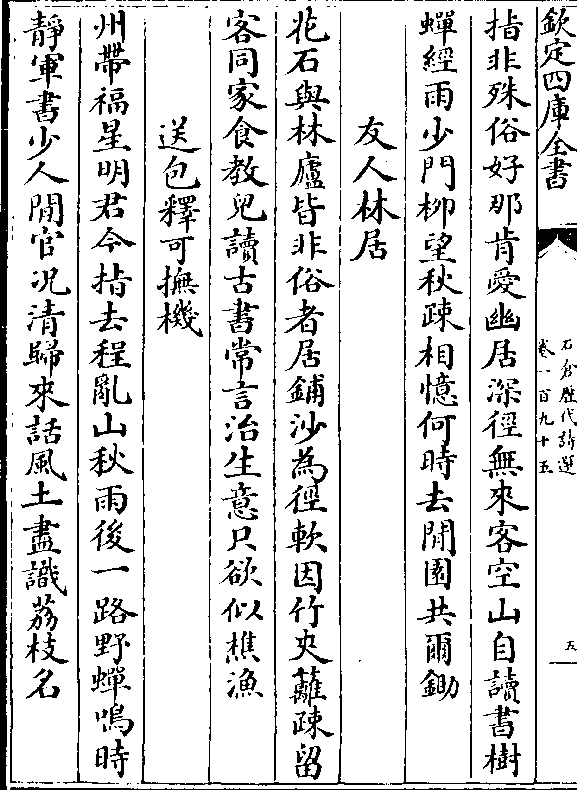 欽定四庫全書
石倉歷代詩選
卷一百九十五
五
指非殊俗好那肯愛幽居深徑無來客空山自讀書樹
蟬經雨少門柳望秋疎相憶何時去開園共爾鋤
友人林居
花石與林廬皆非俗者居鋪沙為徑軟因竹夾蘺疎留
客同家食教兒讀古書常言治生意只欲似樵漁
送包釋可撫機
州帶福星明君今指去程亂山秋雨後一路野蟬鳴時
靜軍書少人閒官况清歸來話風土盡識荔枝名